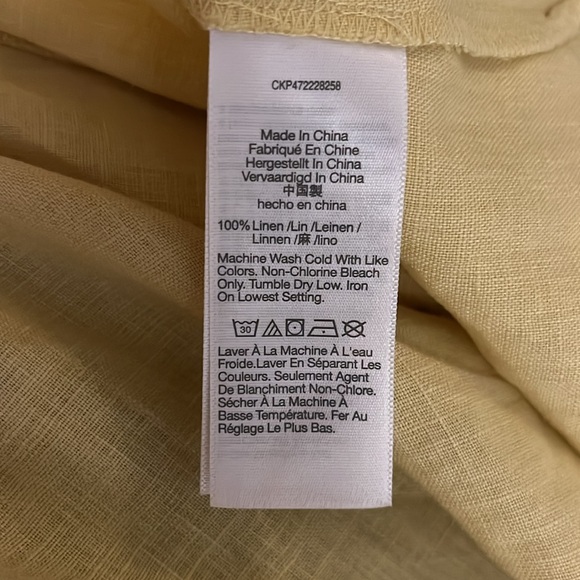 CKP472228258
Made In China
Fabriqué En Chine
Hergestellt In China
Vervaardigd In China
中国製
hecho en china
100% Linen /Lin /Leinen /
Linnen /麻 /lino
Machine Wash Cold With Like
Colors. Non-Chlorine Bleach
Only. Tumble Dry Low. Iron
On Lowest Setting.
30
Laver À La Machine À L'eau
Froide.Laver En Séparant Les
Couleurs. Seulement Agent
De Blanchiment Non-Chlore.
Sécher À La Machine À
Basse Température. Fer Au
Réglage Le Plus Bas.